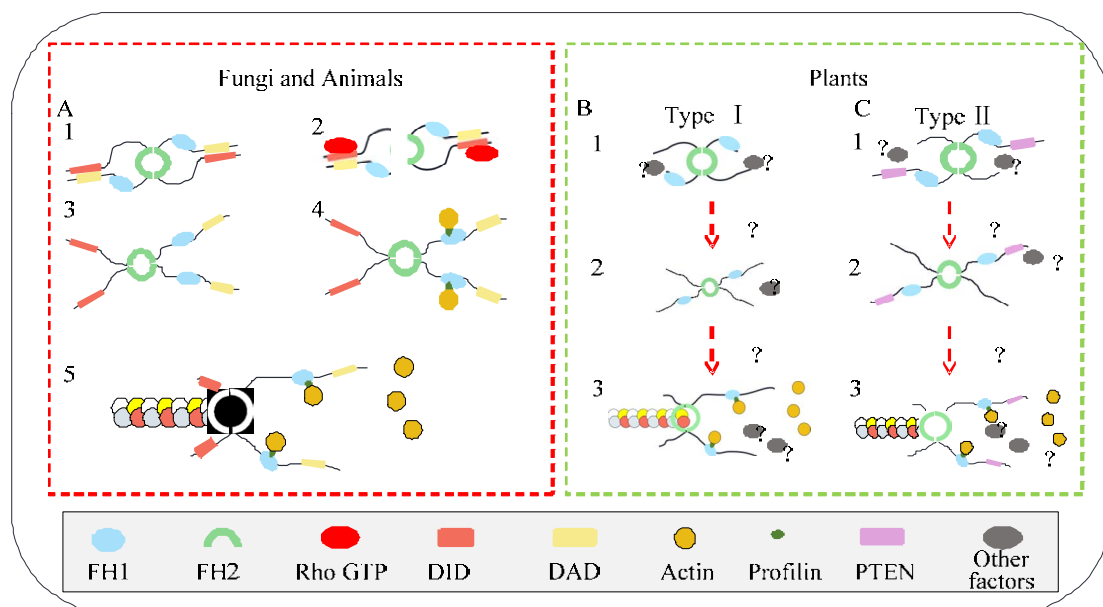 Fungi and Animals
Plants
A
B
C
Type I
Type II
1
2
1
?
?
1
?
?
3
4
?
?
2
?
2
?
?
?
5
3
?
?
3
?
?
FH1
FH2
Rho GTP
DID
DAD
Actin
Profilin
PTEN
Other
factors